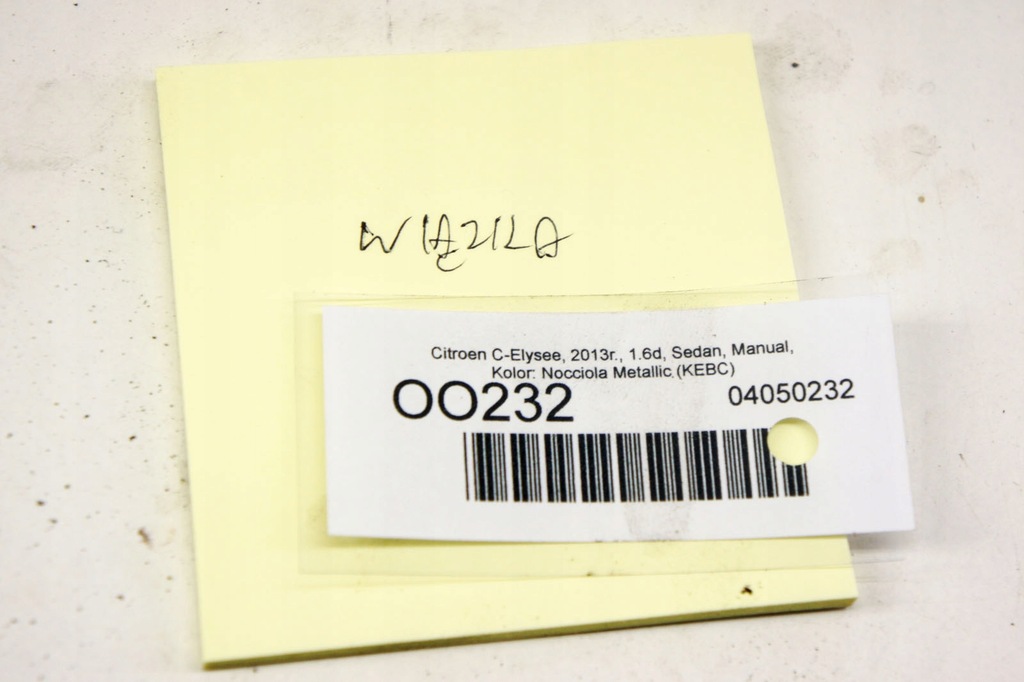 WIĄZKA
Citroen C-Elysee, 2013r., 1.6d, Sedan, Manual,
Kolor: Nocciola Metallic (KEBC)
OO232
04050232